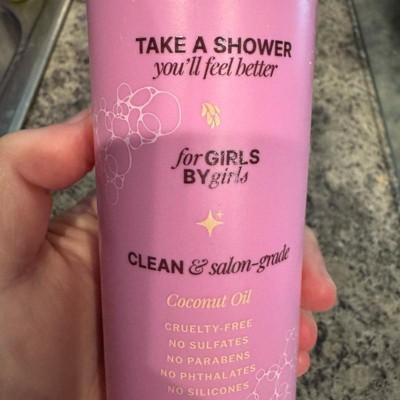 TAKE A SHOWER
you'll feel better
for GIRLS
BY girls
CLEAN & salon-grade
Coconut Oil
CRUELTY-FREE
NO SULFATES
NO PARABENS
NO PHTHALATES
NO SILICONES